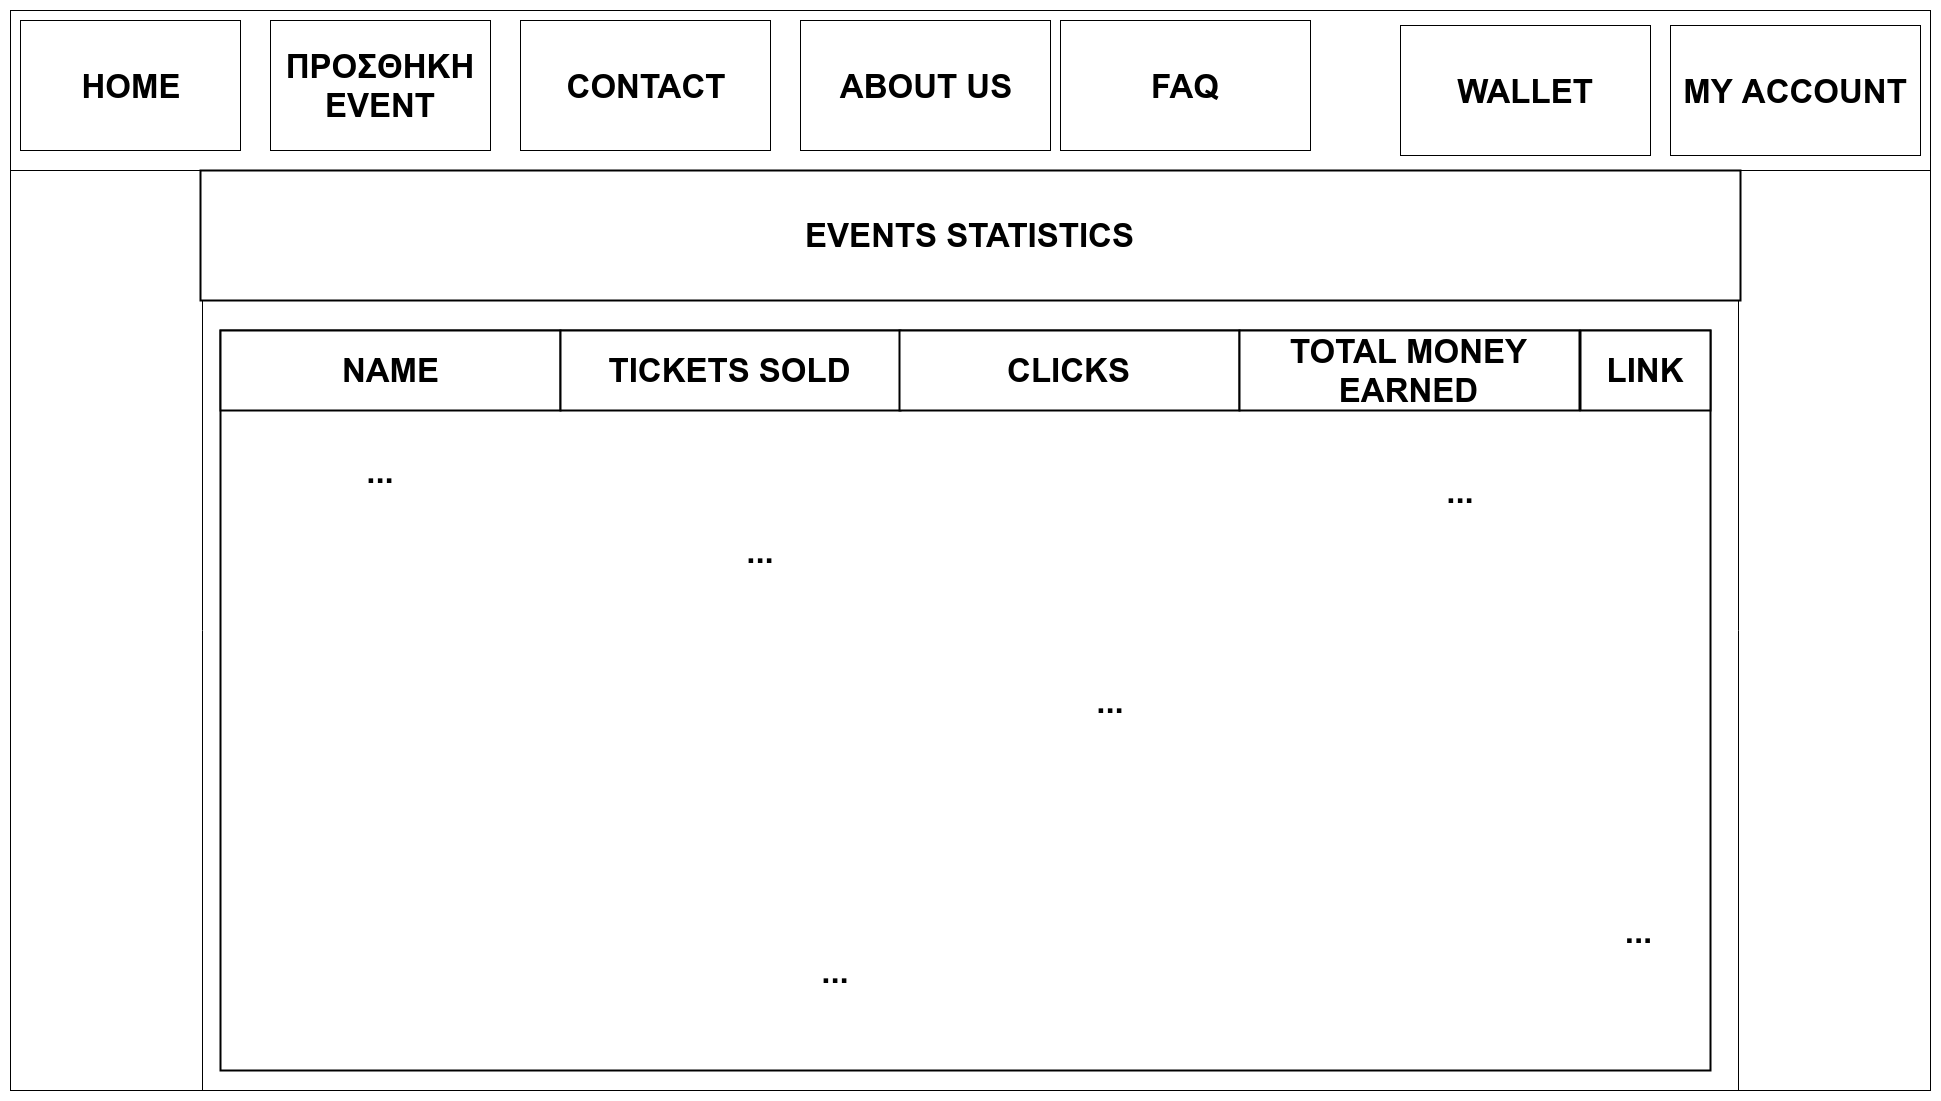 HOME
ΠΡΟΣΘΗΚΗ
EVENT
CONTACT
ABOUT US
FAQ
WALLET
MY ACCOUNT
EVENTS STATISTICS
NAME
TICKETS SOLD
CLICKS
TOTAL MONEY
EARNED
LINK
...
...
...
...
...
...